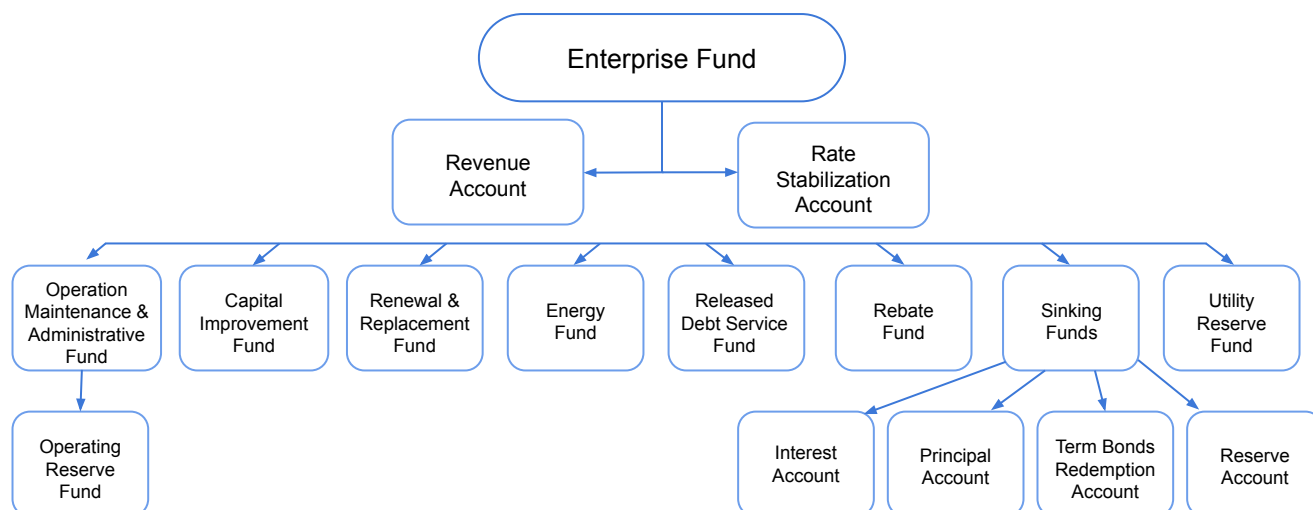 Enterprise Fund
Revenue
Account
Rate
Stabilization
Account
Operation
Maintenance &
Administrative
Fund
Capital
Improvement
Fund
Renewal &
Replacement
Fund
Energy
Fund
Released
Debt Service
Fund
Rebate
Fund
Sinking
Funds
Utility
Reserve
Fund
Operating
Reserve
Fund
Interest
Account
Principal
Account
Term Bonds
Redemption
Account
Reserve
Account